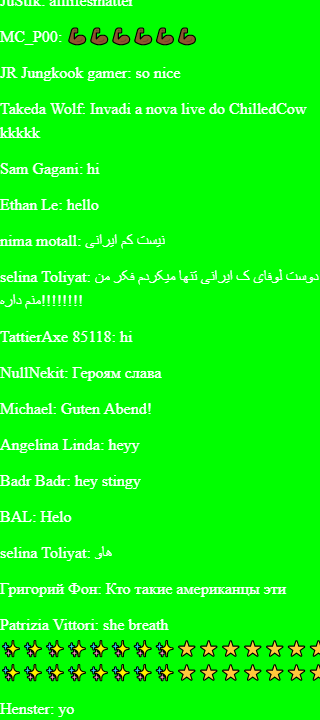 JuStik: alllifesmatter
MC_P00: 💪🏾💪🏾💪🏾💪🏾💪🏾💪🏾
JR Jungkook gamer: so nice
Takeda Wolf: Invadi a nova live do ChilledCow
kkkkk
Sam Gagani: hi
Ethan Le: hello
nima motall: نیست کم ایرانی
selina Toliyat: دوست لوفای ک ایرانی تنها میکردم فکر من
منم داره!!!!!!!!
TattierAxe 85118: hi
NullNekit: Героям слава
Michael: Guten Abend!
Angelina Linda: heyy
Badr Badr: hey stingy
BAL: Helo
selina Toliyat: هاو
Григорий Фон: Кто такие американцы эти
Patrizia Vittori: she breath
✨✨✨✨✨✨✨✨⭐⭐⭐⭐⭐⭐⭐
✨✨✨✨✨✨✨✨⭐⭐⭐⭐⭐⭐⭐
Henster: yo